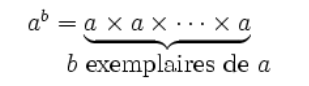 a^b = a × a × ··· × a
b exemplaires de a